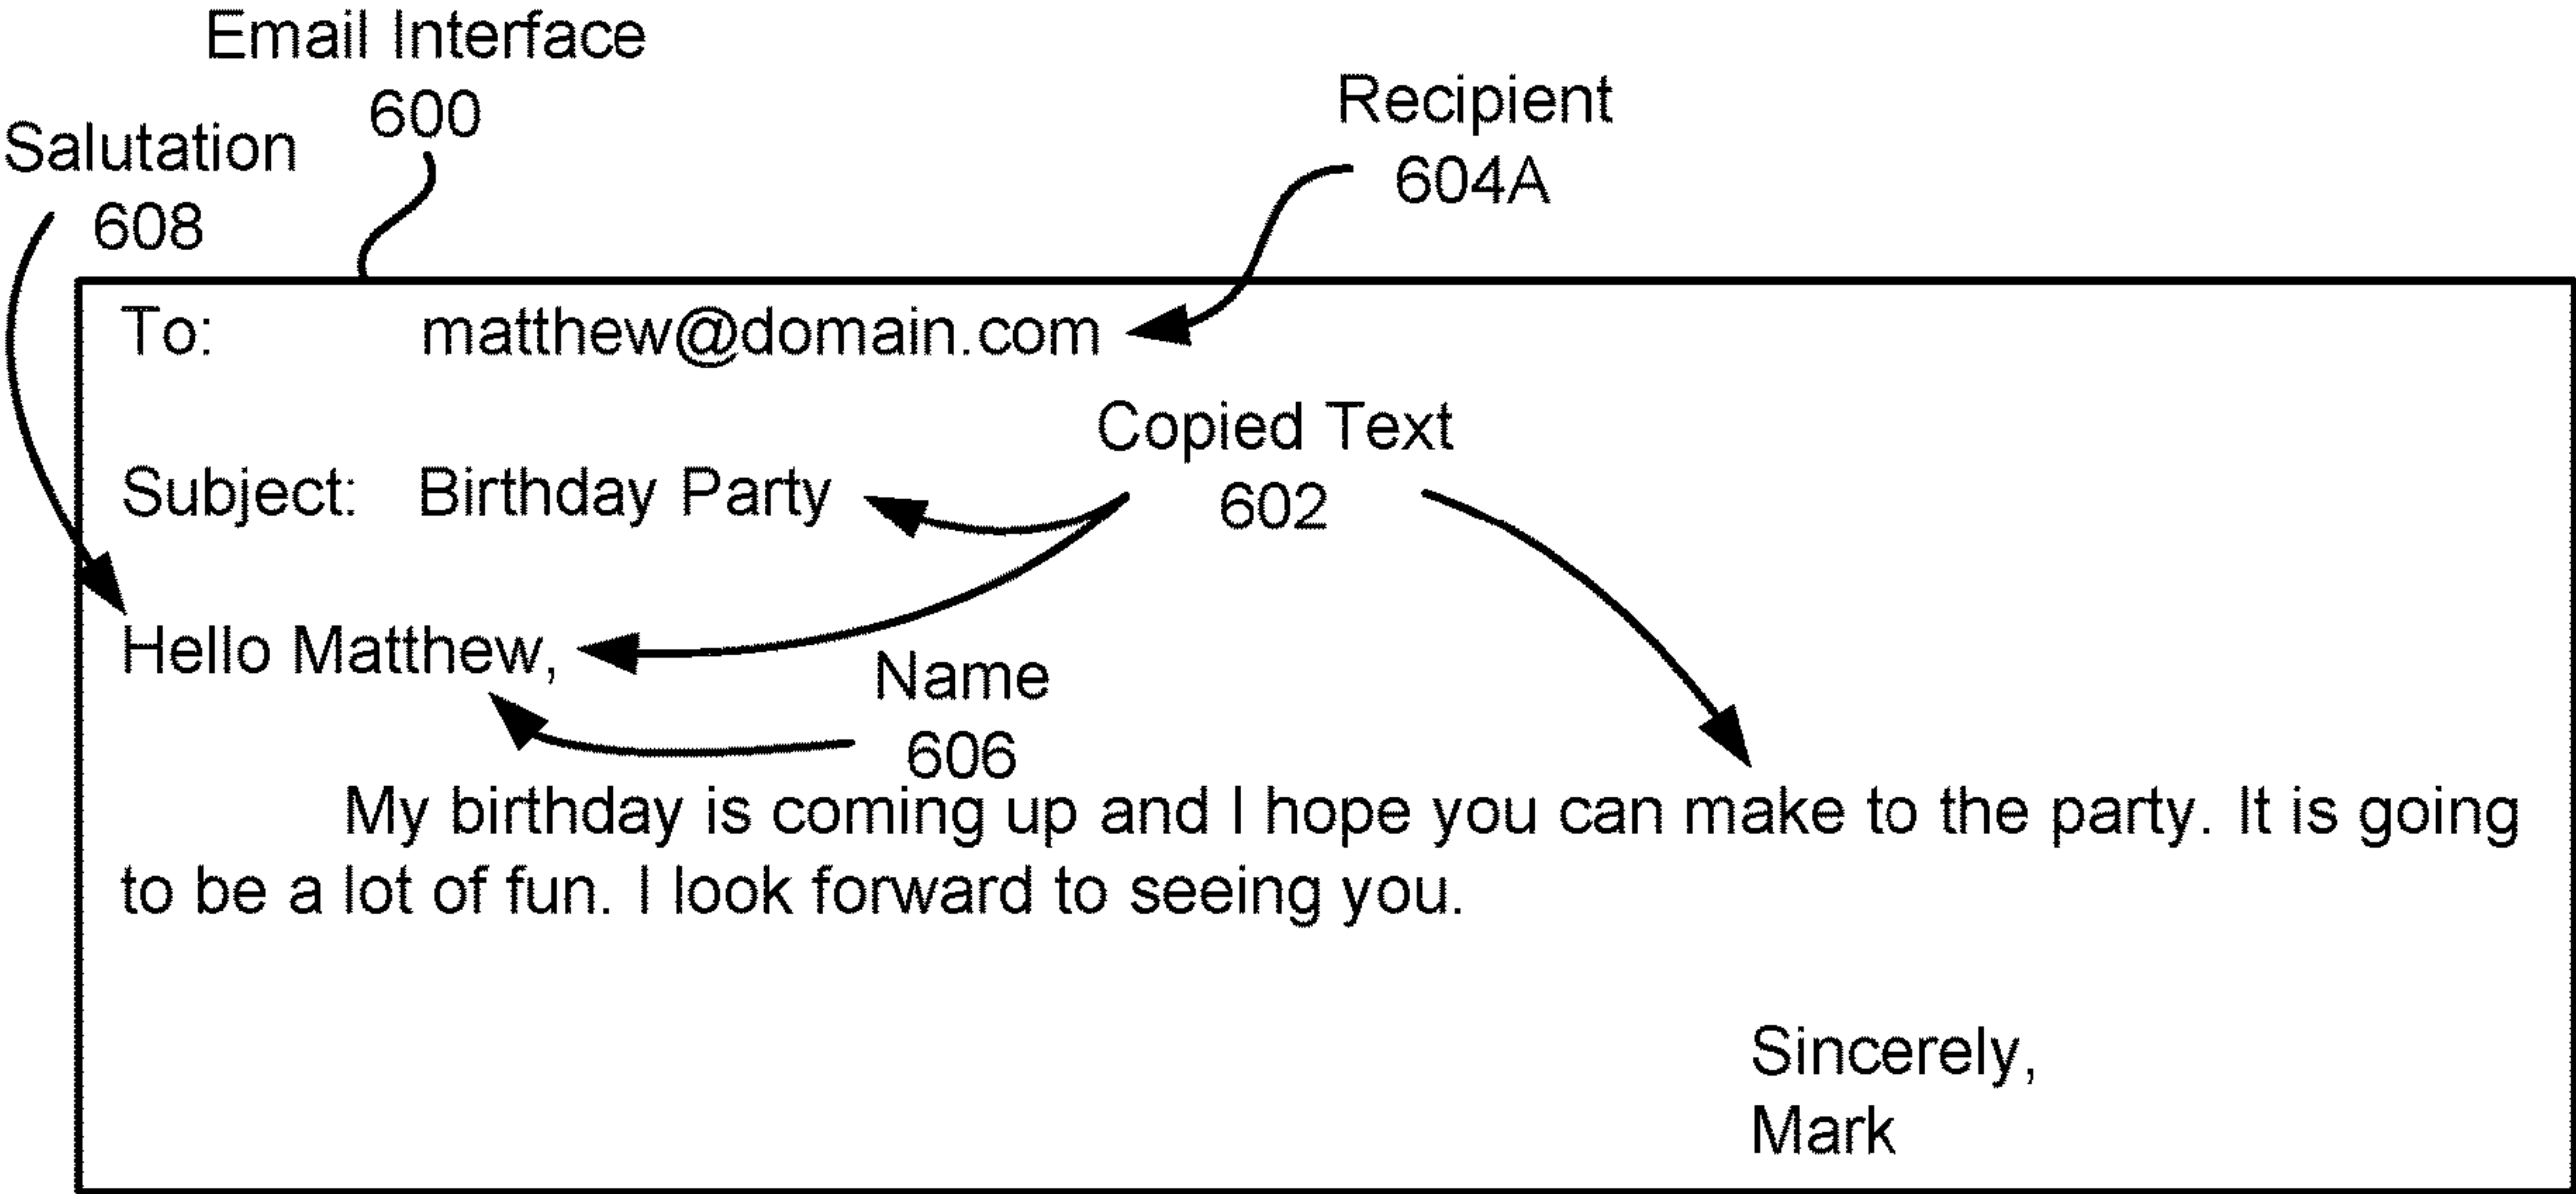 Email Interface
600
Recipient
604A
Salutation
608
To: matthew@domain.com
Copied Text
602
Subject: Birthday Party
Hello Matthew,
Name
606
My birthday is coming up and I hope you can make to the party. It is going
to be a lot of fun. I look forward to seeing you.
Sincerely,
Mark